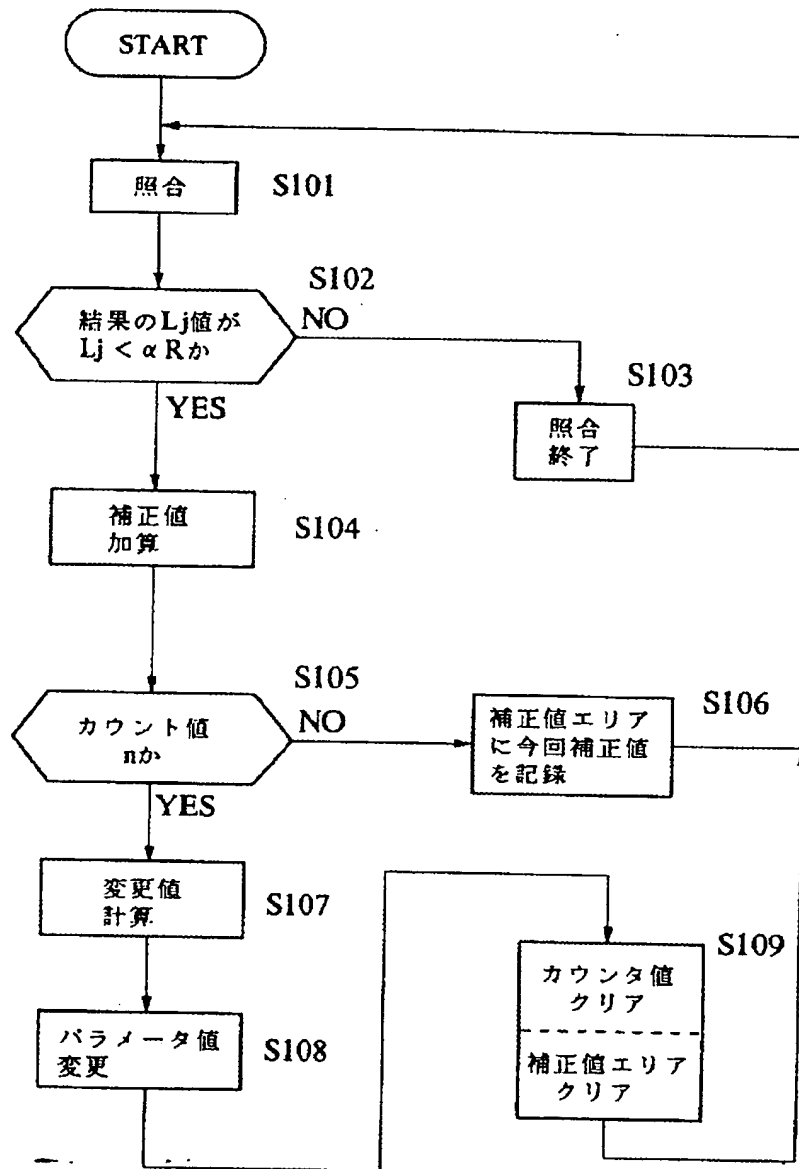 START
照合
S101
S102
結果のLj値が
Lj < αRか
NO
YES
S103
照合
終了
補正値
加算
S104
S105
カウント値
nか
NO
YES
補正値エリア
に今回補正値
を記録
S106
変更値
計算
S107
パラメータ値
変更
S108
S109
カウンタ値
クリア
補正値エリア
クリア